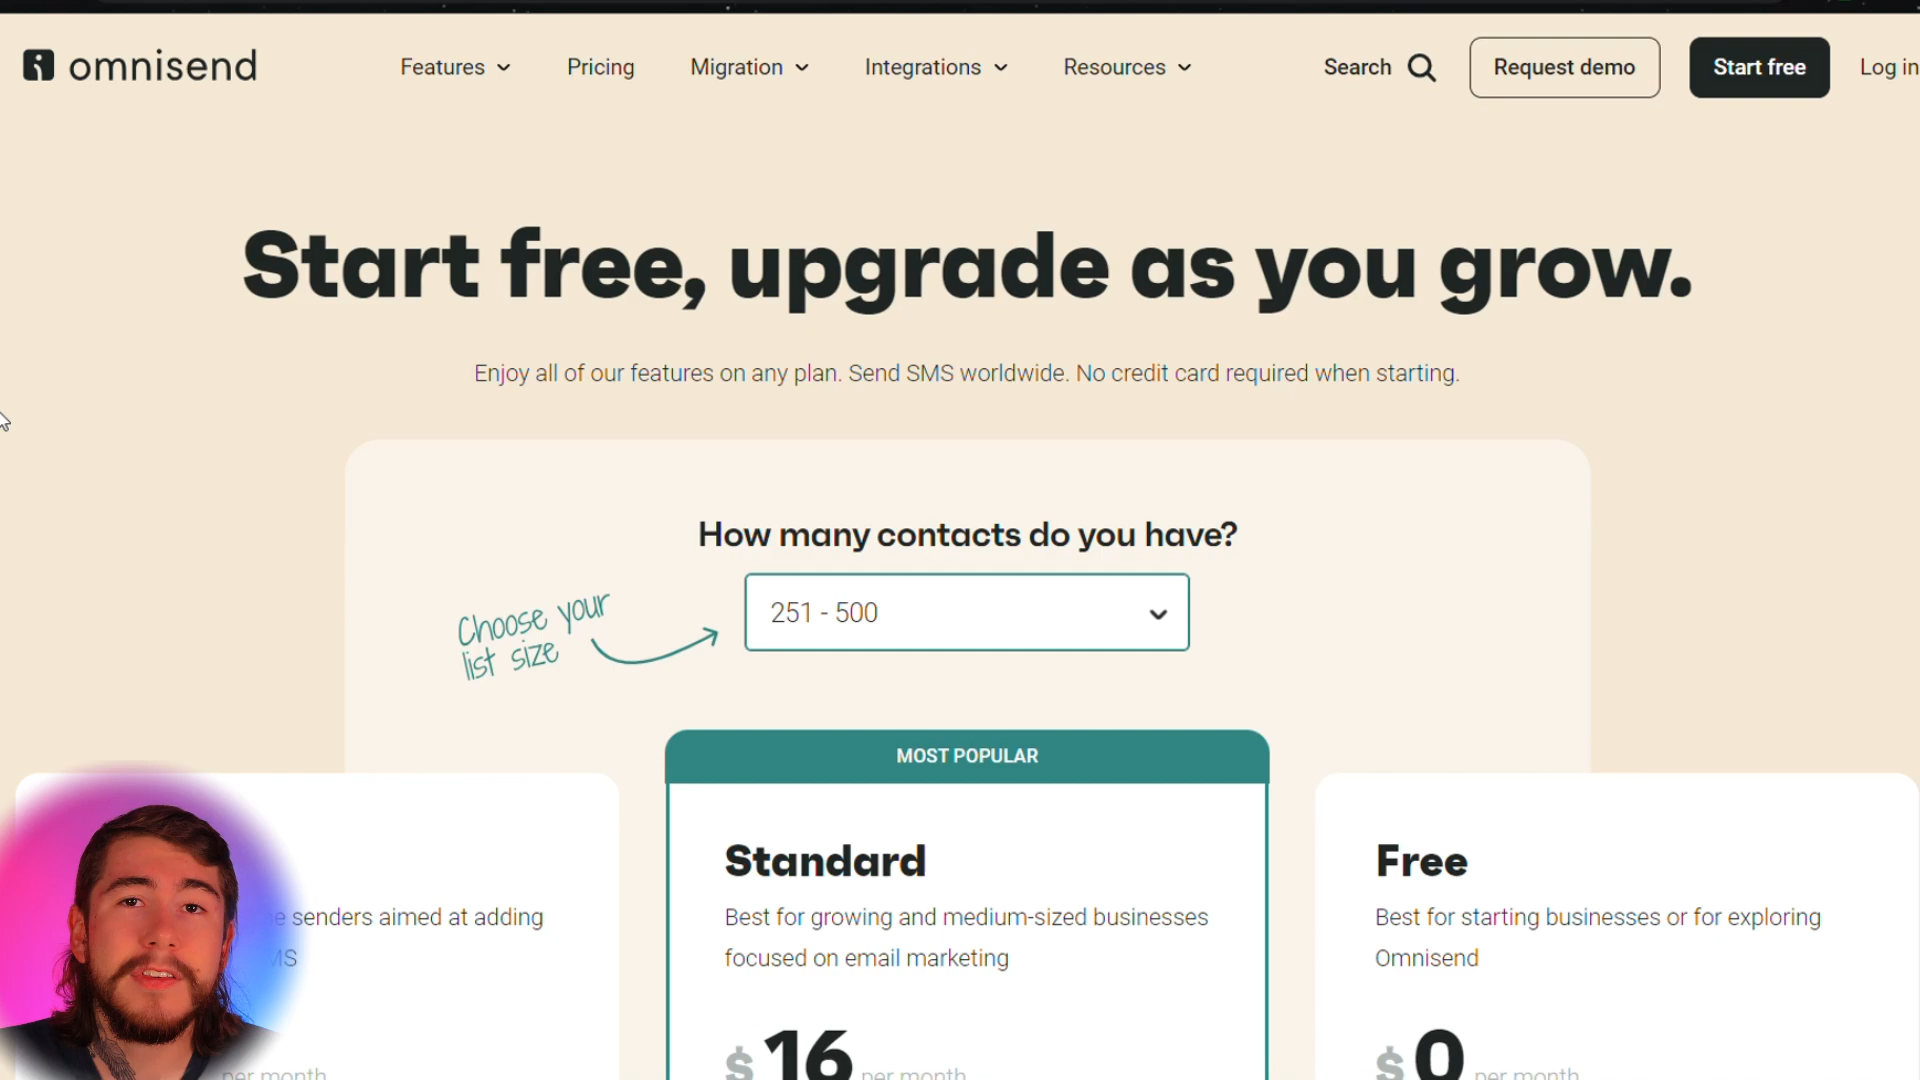 omnisend
Features
Pricing
Migration
Integrations
Resources
Search
Request demo
Start free
Log in
Start free, upgrade as you grow.
Enjoy all of our features on any plan. Send SMS worldwide. No credit card required when starting.
How many contacts do you have?
Choose your
list size
251 - 500
MOST POPULAR
senders aimed at adding
per month
Standard
Best for growing and medium-sized businesses
focused on email marketing
$ 16 per month
Free
Best for starting businesses or for exploring
Omnisend
$ 0 per month